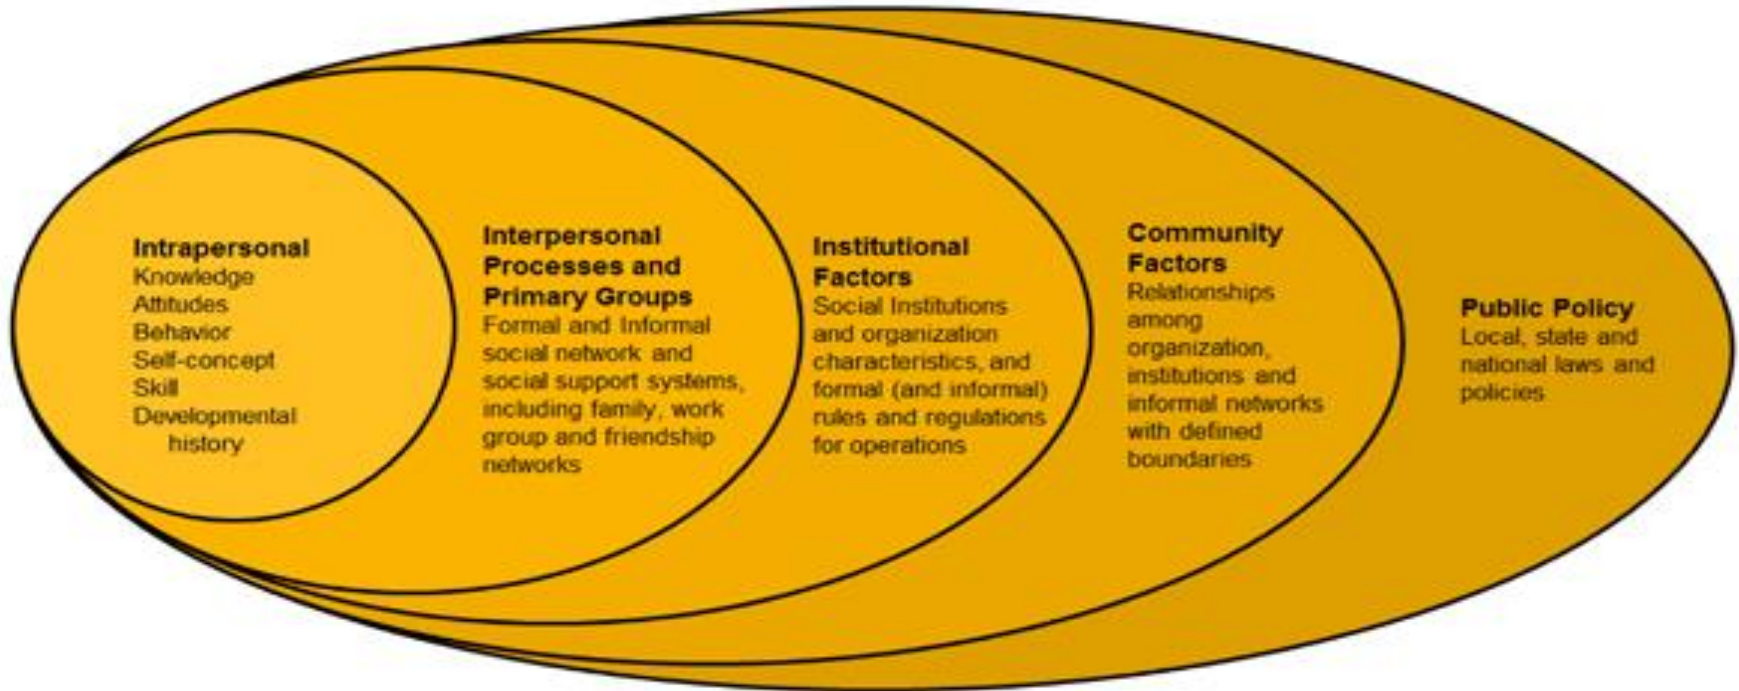 Intrapersonal
Knowledge
Attitudes
Behavior
Self-concept
Skill
Developmental
history
Interpersonal
Processes and
Primary Groups
Formal and Informal
social network and
social support systems,
including family, work
group and friendship
networks
Institutional
Factors
Social Institutions
and organization
characteristics, and
formal (and informal)
rules and regulations
for operations
Community
Factors
Relationships
among
organization,
institutions and
informal networks
with defined
boundaries
Public Policy
Local, state and
national laws and
policies